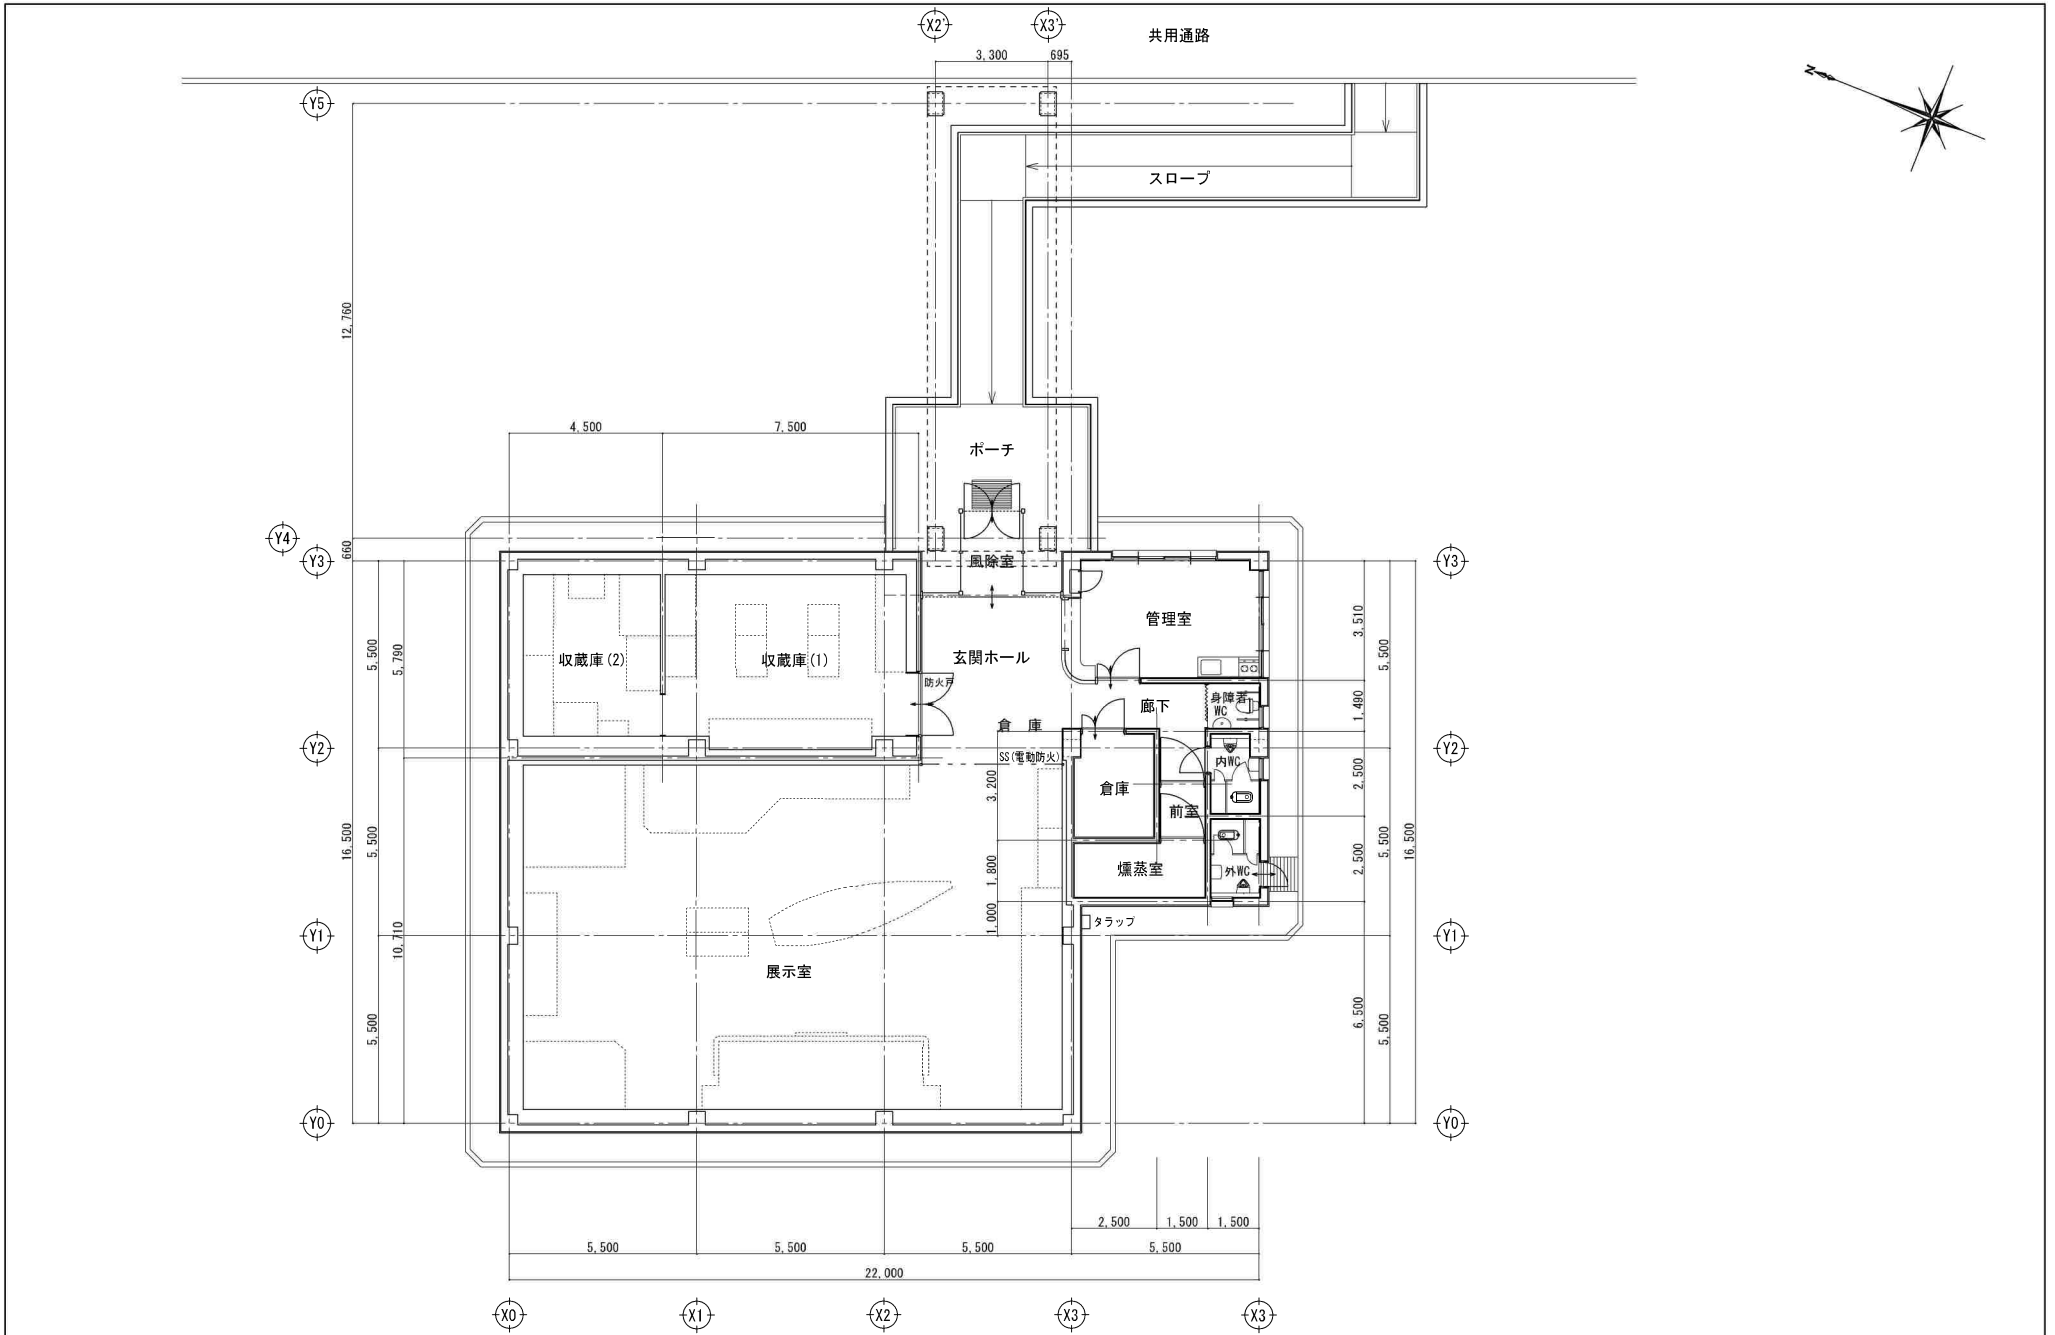 X2'
X3'
共用通路
3,300
695
N
Y5
スロープ
12,760
4,500
7,500
ポーチ
Y4
660
Y3
風除室
Y3
管理室
3,510
5,500
5,790
収蔵庫(2)
収蔵庫(1)
玄関ホール
5,500
防火戸
廊下
身障者
WC
1,490
倉 庫
Y2
SS(電動防火)
内WC
Y2
3,200
倉庫
2,500
前室
16,500
5,500
5,500
16,500
1,800
燻蒸室
外WC
2,500
1,000
タラップ
Y1
10,710
Y1
展示室
5,500
6,500
5,500
Y0
Y0
2,500
1,500
1,500
5,500
5,500
5,500
5,500
22,000
X0
X1
X2
X3
X3